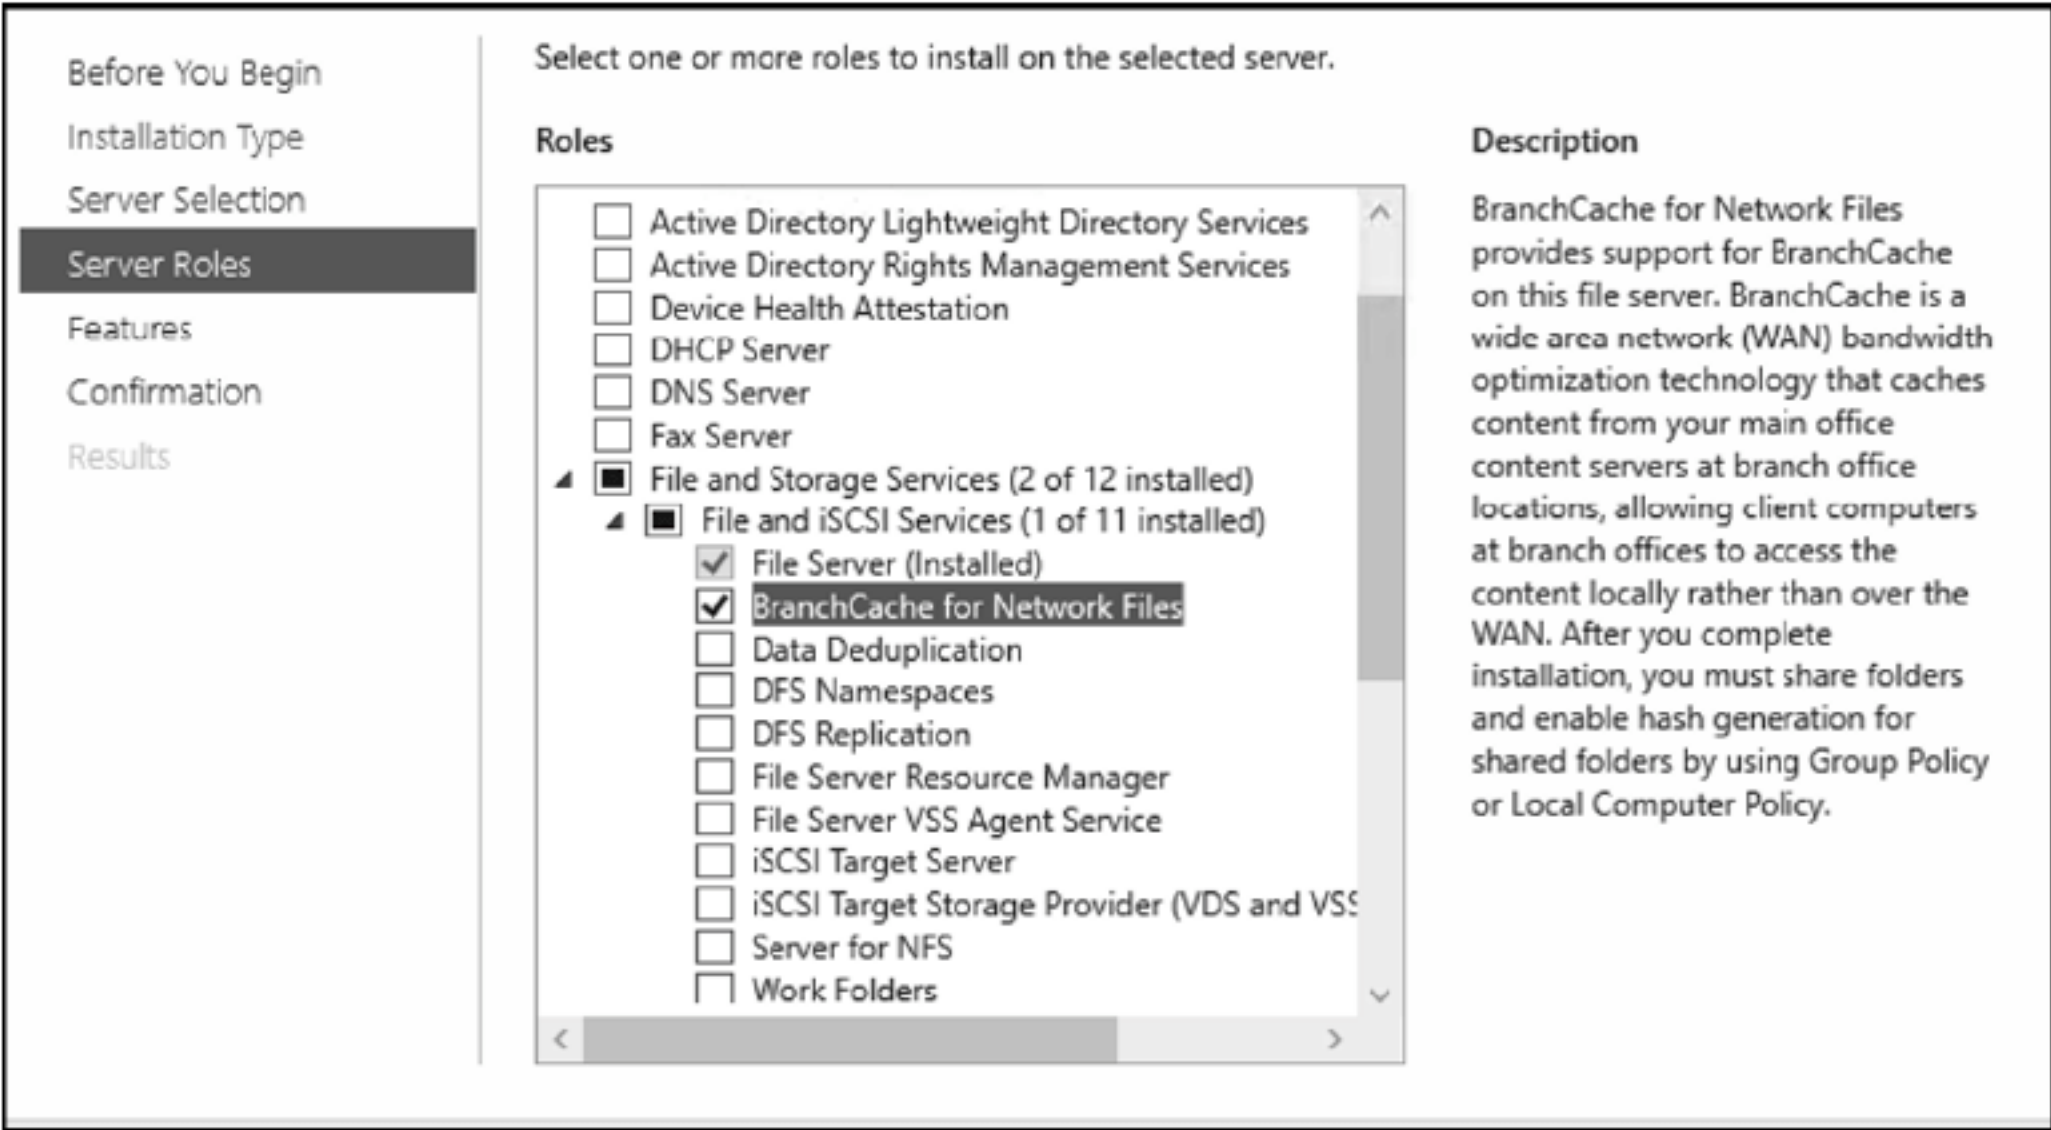 Before You Begin
Installation Type
Server Selection
Server Roles
Features
Confirmation
Results
Select one or more roles to install on the selected server.
Roles
Active Directory Lightweight Directory Services
Active Directory Rights Management Services
Device Health Attestation
DHCP Server
DNS Server
Fax Server
File and Storage Services (2 of 12 installed)
File and iSCSI Services (1 of 11 installed)
File Server (Installed)
BranchCache for Network Files
Data Deduplication
DFS Namespaces
DFS Replication
File Server Resource Manager
File Server VSS Agent Service
iSCSI Target Server
iSCSI Target Storage Provider (VDS and VSS
Server for NFS
Work Folders
Description
BranchCache for Network Files
provides support for BranchCache
on this file server. BranchCache is a
wide area network (WAN) bandwidth
optimization technology that caches
content from your main office
content servers at branch office
locations, allowing client computers
at branch offices to access the
content locally rather than over the
WAN. After you complete
installation, you must share folders
and enable hash generation for
shared folders by using Group Policy
or Local Computer Policy.